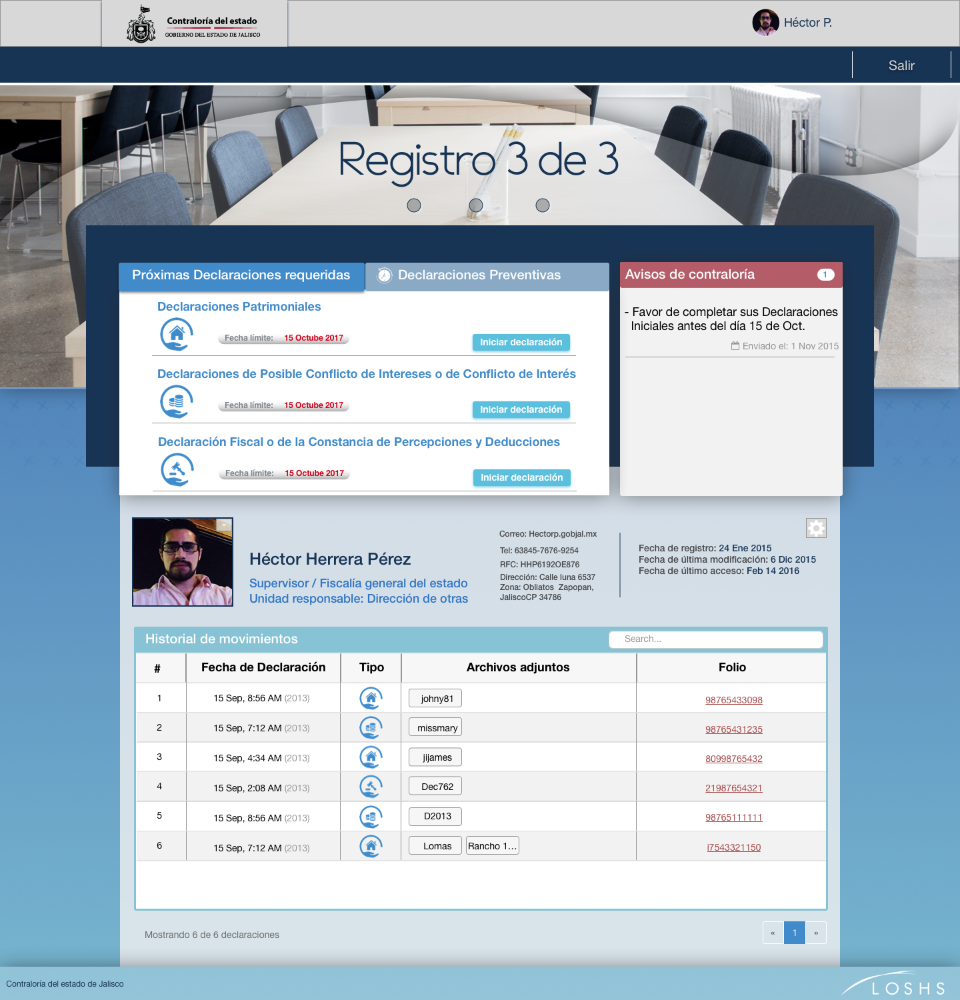 Contraloría del estado
GOBIERNO DEL ESTADO DE JALISCO
Héctor P.
Salir
Registro 3 de 3
Próximas Declaraciones requeridas
Declaraciones Preventivas
Declaraciones Patrimoniales
Fecha límite: 15 Octube 2017
Iniciar declaración
Declaraciones de Posible Conflicto de Intereses o de Conflicto de Interés
Fecha límite: 15 Octube 2017
Iniciar declaración
Declaración Fiscal o de la Constancia de Percepciones y Deducciones
Fecha límite: 15 Octube 2017
Iniciar declaración
Avisos de contraloría 1
- Favor de completar sus Declaraciones
Iniciales antes del día 15 de Oct.
Enviado el: 1 Nov 2015
Héctor Herrera Pérez
Supervisor / Fiscalía general del estado
Unidad responsable: Dirección de otras
Correo: Hectorp.gobjal.mx
Tel: 63845-7676-9254
RFC: HHP6192OE876
Dirección: Calle luna 6537
Zona: Obliatos Zapopan,
JaliscoCP 34786
Fecha de registro: 24 Ene 2015
Fecha de última modificación: 6 Dic 2015
Fecha de último acceso: Feb 14 2016
Historial de movimientos
Search...
# Fecha de Declaración Tipo Archivos adjuntos Folio
1 15 Sep, 8:56 AM (2013) johny81 98765433098
2 15 Sep, 7:12 AM (2013) missmary 98765431235
3 15 Sep, 4:34 AM (2013) jijames 80998765432
4 15 Sep, 2:08 AM (2013) Dec762 21987654321
5 15 Sep, 8:56 AM (2013) D2013 98765111111
6 15 Sep, 7:12 AM (2013) Lomas Rancho 1... i7543321150
Mostrando 6 de 6 declaraciones
« 1 »
Contraloría del estado de Jalisco
LOSHS